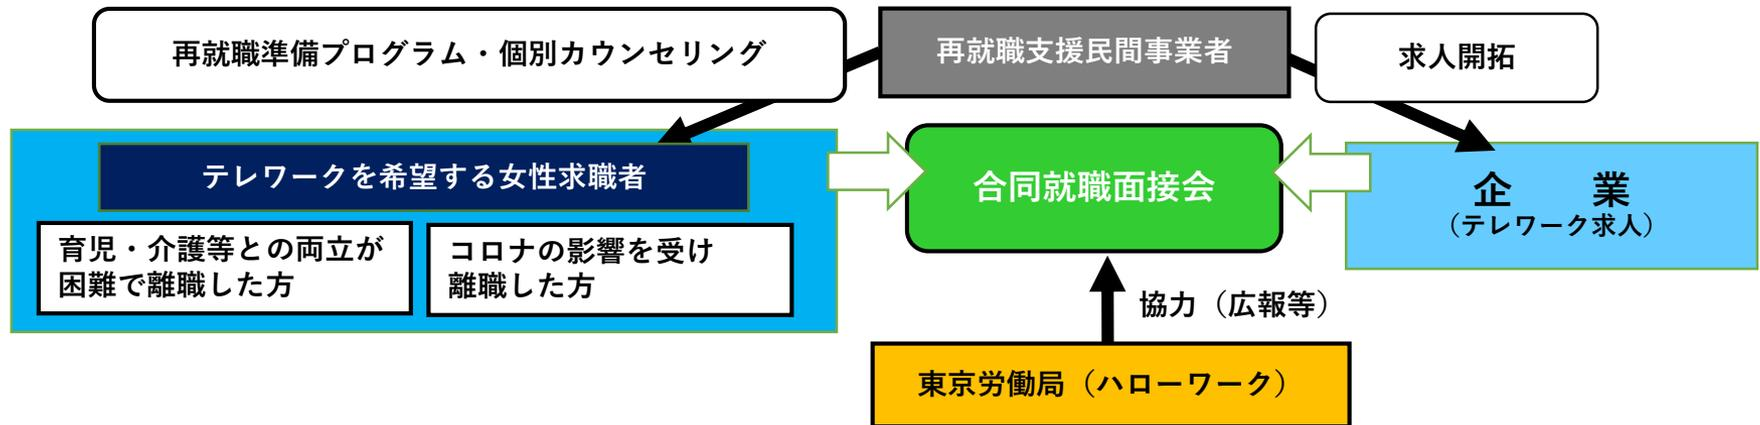 再就職準備プログラム・個別カウンセリング
再就職支援民間事業者
求人開拓
テレワークを希望する女性求職者
育児・介護等との両立が
困難で離職した方
コロナの影響を受け
離職した方
合同就職面接会
企　　業
（テレワーク求人）
協力（広報等）
東京労働局（ハローワーク）